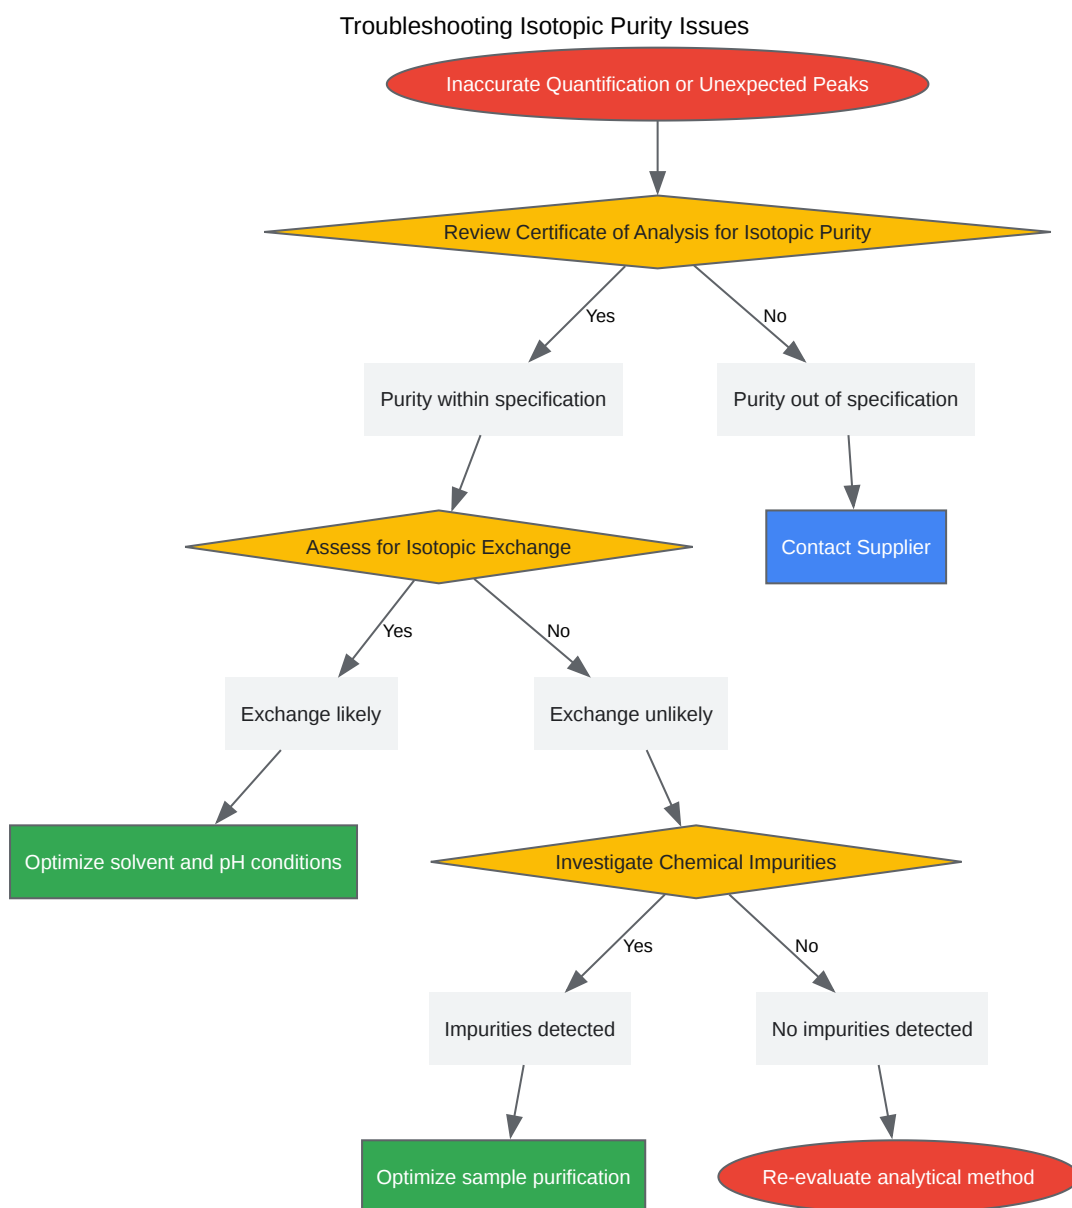 Troubleshooting Isotopic Purity Issues
Inaccurate Quantification or Unexpected Peaks
Review Certificate of Analysis for Isotopic Purity
Yes
No
Purity within specification
Purity out of specification
Assess for Isotopic Exchange
Contact Supplier
Yes
No
Exchange likely
Exchange unlikely
Optimize solvent and pH conditions
Investigate Chemical Impurities
Yes
No
Impurities detected
No impurities detected
Optimize sample purification
Re-evaluate analytical method